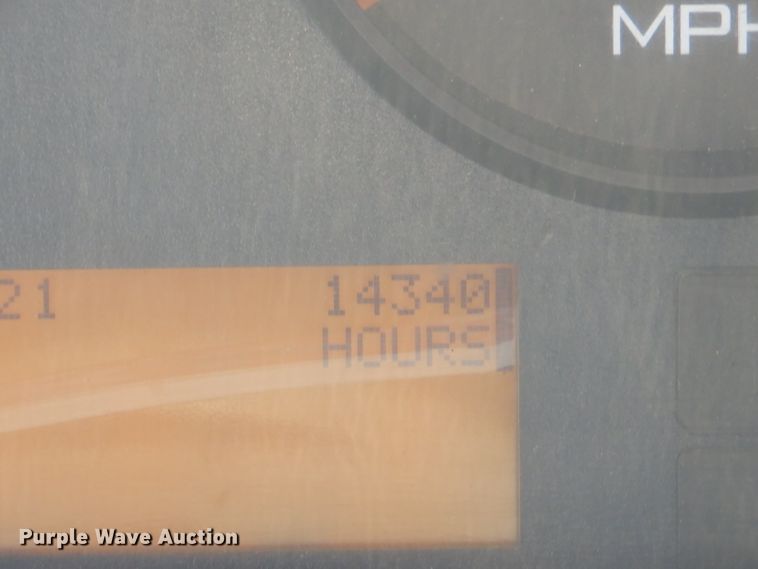 MPH
21 14340
HOURS
Purple Wave Auction